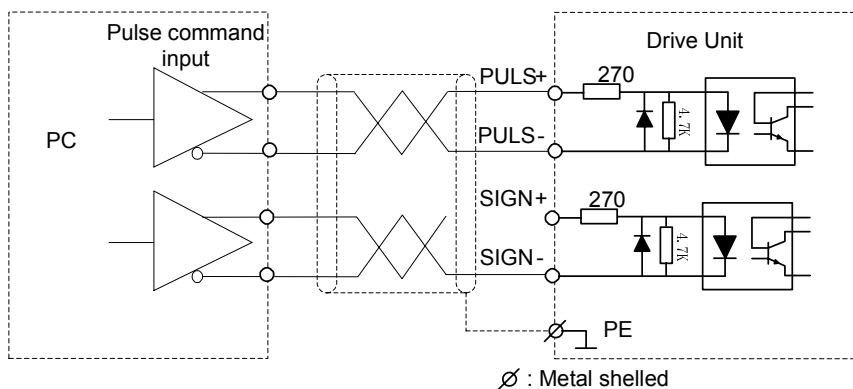 Pulse command
input
Drive Unit
PC
PULS+
270
4.7K
PULS-
SIGN+
270
4.7K
SIGN-
PE
: Metal shelled